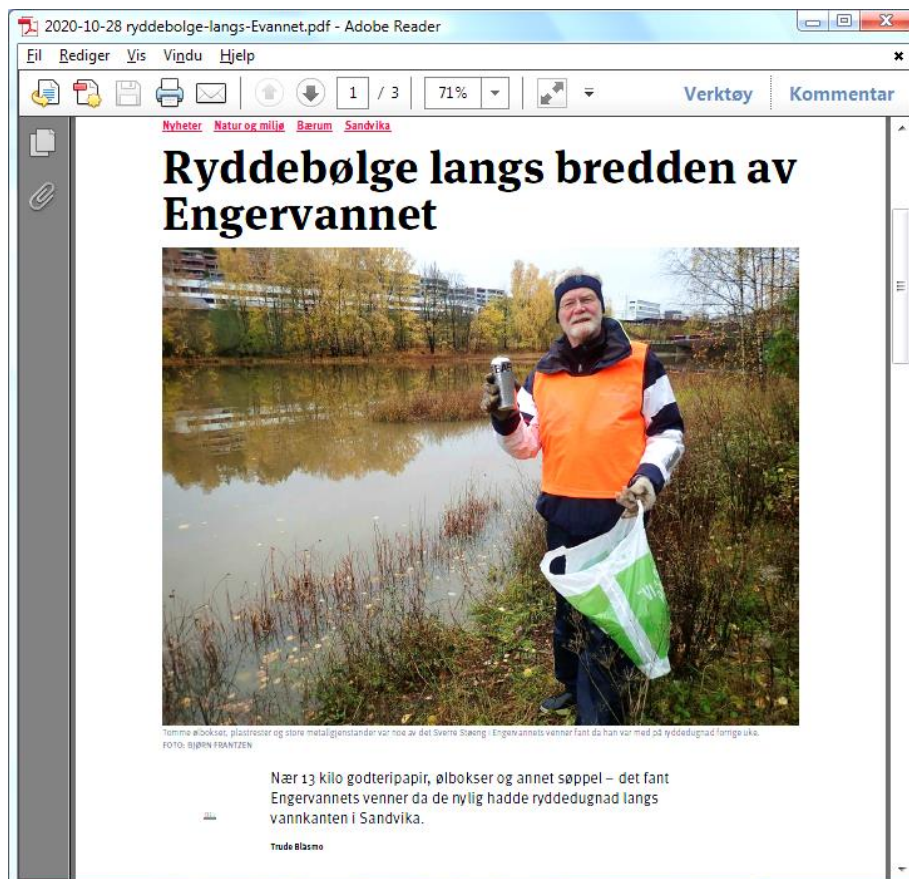 2020-10-28 ryddebolge-langs-Evannet.pdf - Adobe Reader
Fil Rediger Vis Vindu Hjelp
1 / 3 71% Verktøy Kommentar
Nyheter Natur og miljø Bærum Sandvika
Ryddebølge langs bredden av
Engervannet
Tomme ølbokser, plastrester og store metallgjenstander var noe av det Sverre Støeng i Engervannets venner fant da han var med på ryddedugnad forrige uke.
FOTO: BJØRN FRANTZEN
Nær 13 kilo godteripapir, ølbokser og annet søppel – det fant
Engervannets venner da de nylig hadde ryddedugnad langs
vannkanten i Sandvika.
Trude Blåsmo